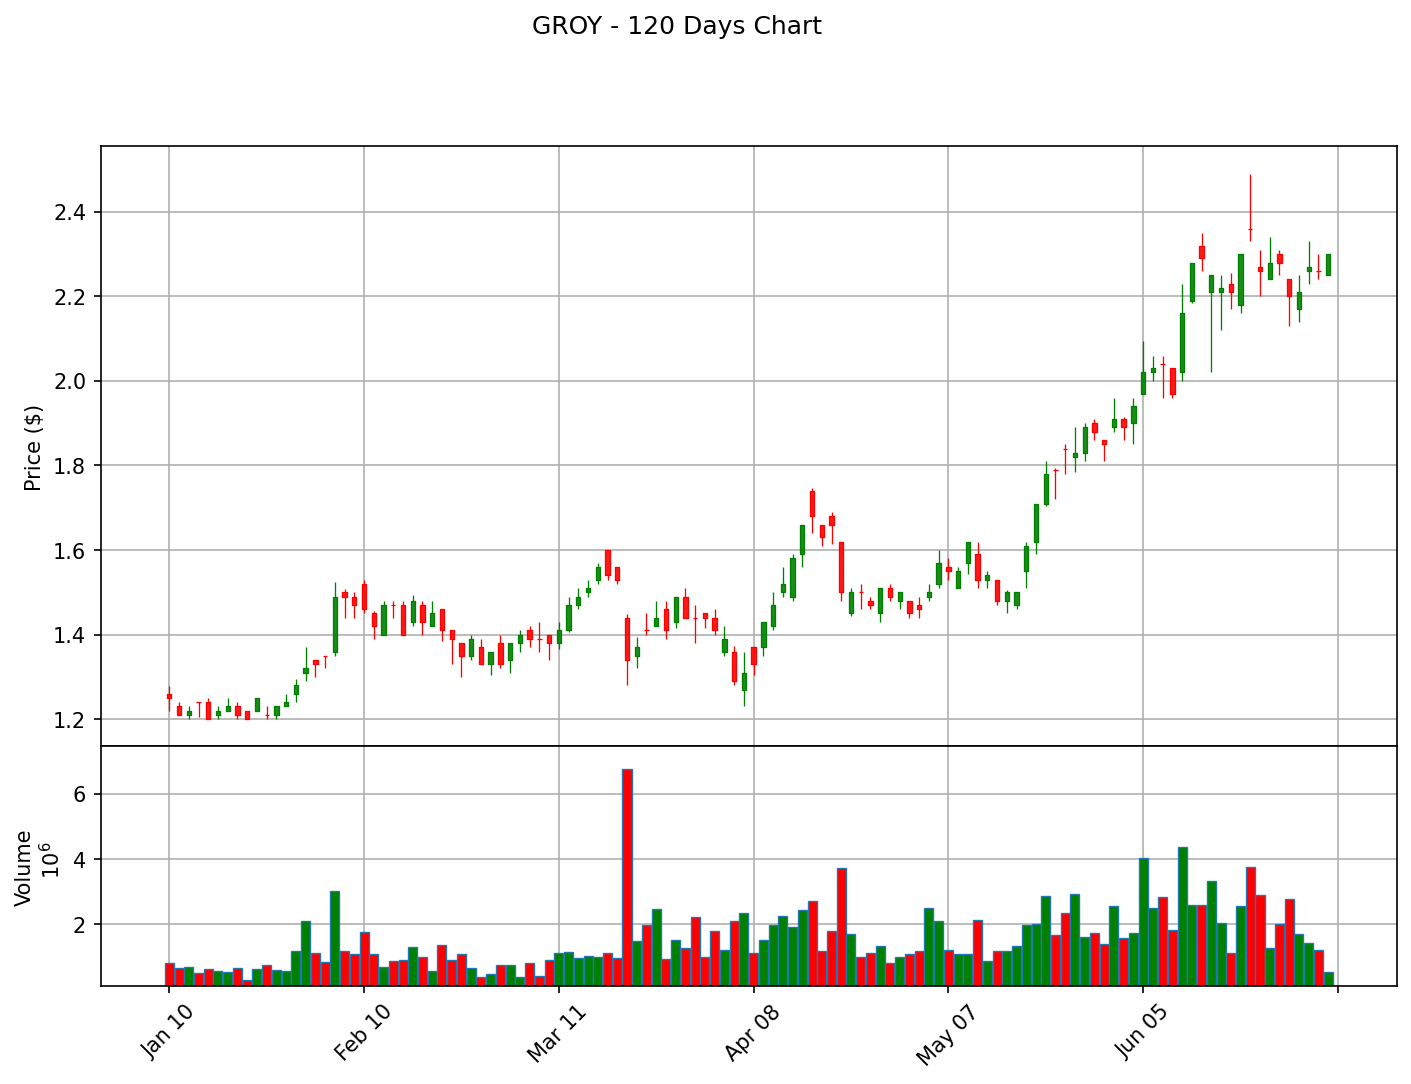 GROY - 120 Days Chart
Price ($)
2.4
2.2
2.0
1.8
1.6
1.4
1.2
Volume
10^6
6
4
2
Jan 10
Feb 10
Mar 11
Apr 08
May 07
Jun 05